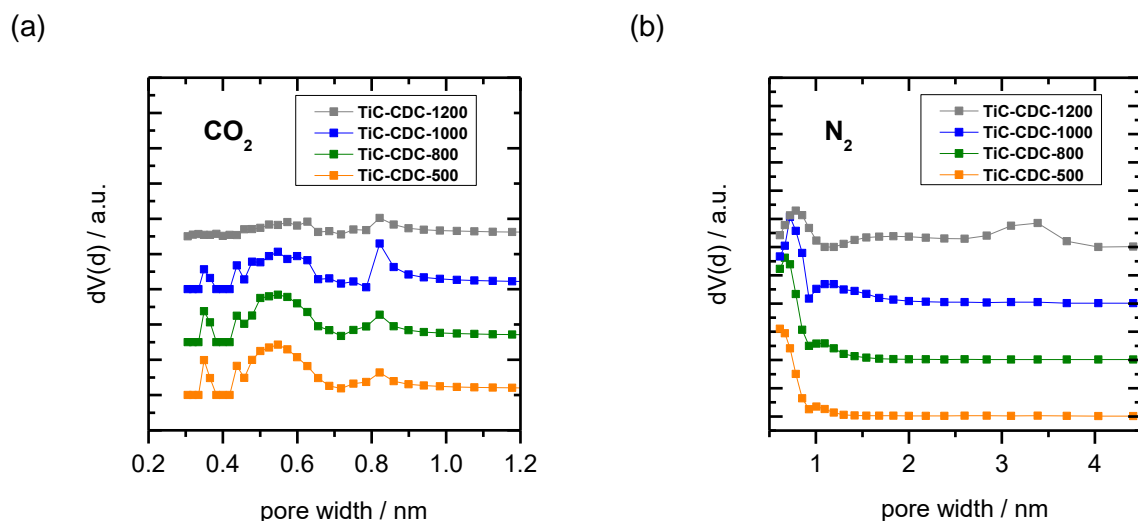 (a)
CO₂
TiC-CDC-1200
TiC-CDC-1000
TiC-CDC-800
TiC-CDC-500
dV(d) / a.u.
0.2 0.4 0.6 0.8 1.0 1.2
pore width / nm
(b)
N₂
TiC-CDC-1200
TiC-CDC-1000
TiC-CDC-800
TiC-CDC-500
dV(d) / a.u.
1 2 3 4
pore width / nm